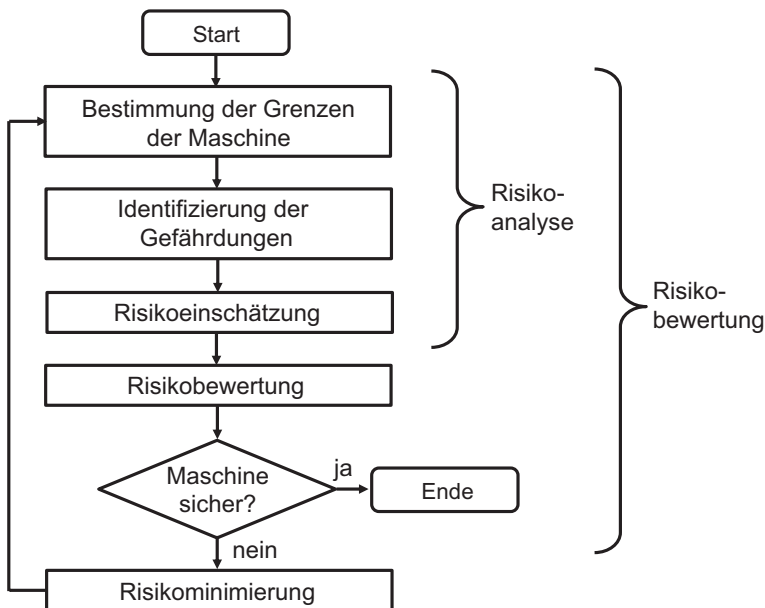 Start
Bestimmung der Grenzen
der Maschine
Identifizierung der
Gefährdungen
Risikoeinschätzung
Risiko-
analyse
Risikobewertung
Risiko-
bewertung
Maschine
sicher?
ja
Ende
nein
Risikominimierung